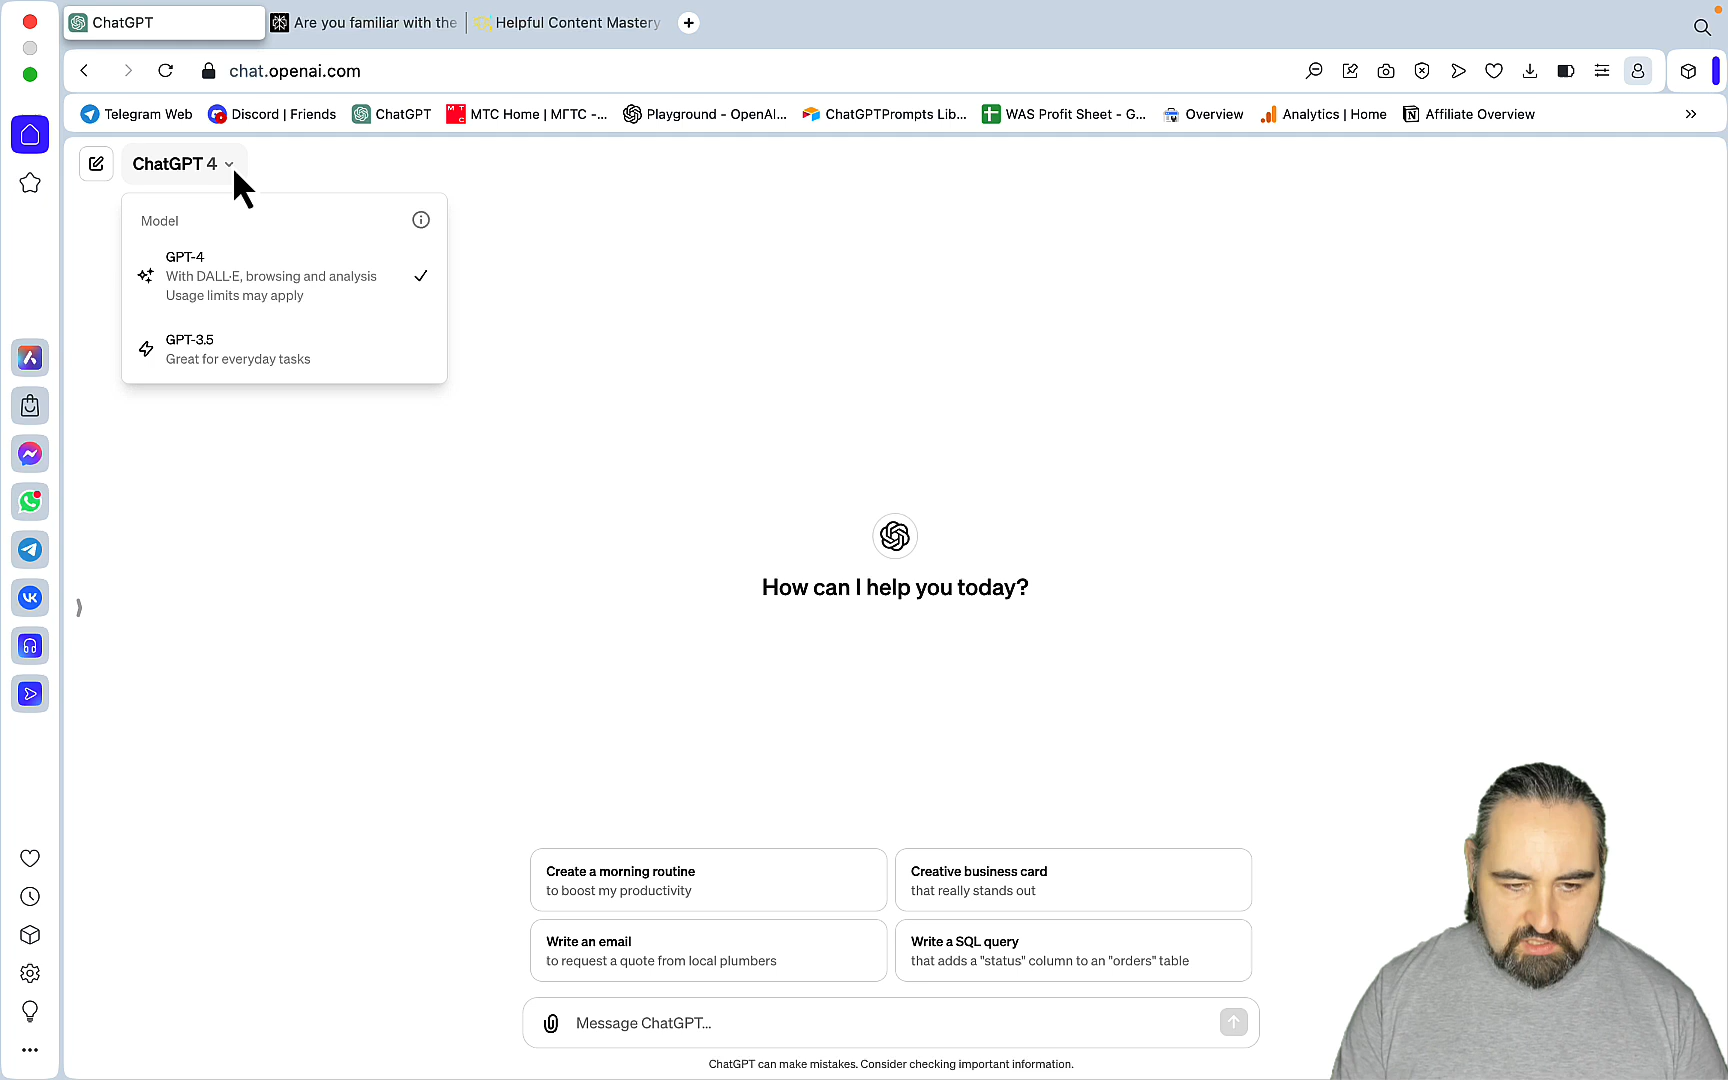 ChatGPT
Are you familiar with the
Helpful Content Mastery
chat.openai.com
Telegram Web
Discord | Friends
ChatGPT
MTC Home | МГТС -...
Playground - OpenAI...
ChatGPTPrompts Lib...
WAS Profit Sheet - G...
Overview
Analytics | Home
Affiliate Overview
ChatGPT 4
Model
GPT-4
With DALL·E, browsing and analysis
Usage limits may apply
GPT-3.5
Great for everyday tasks
How can I help you today?
Create a morning routine
to boost my productivity
Creative business card
that really stands out
Write an email
to request a quote from local plumbers
Write a SQL query
that adds a "status" column to an "orders" table
Message ChatGPT...
ChatGPT can make mistakes. Consider checking important information.